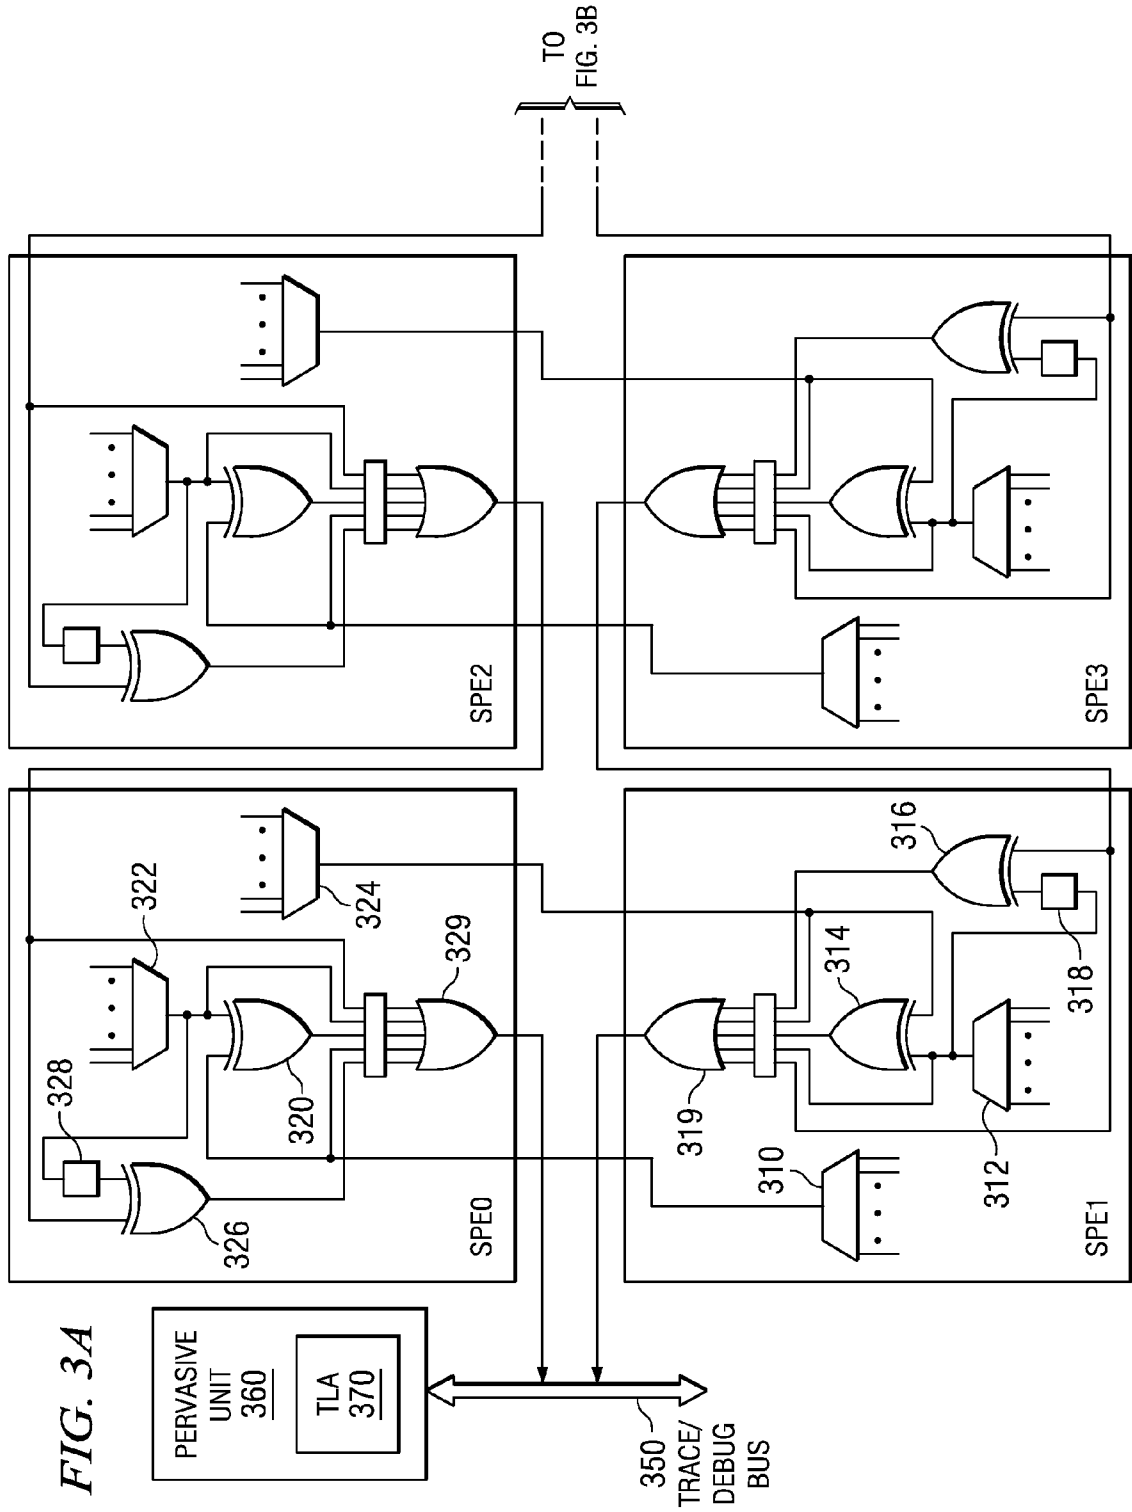 FIG. 3A
PERVASIVE
UNIT
360
TLA
370
350
TRACE/
DEBUG
BUS
SPE0
328
322
326
320
324
329
SPE2
TO
FIG. 3B
SPE1
310
312
319
314
316
318
SPE3